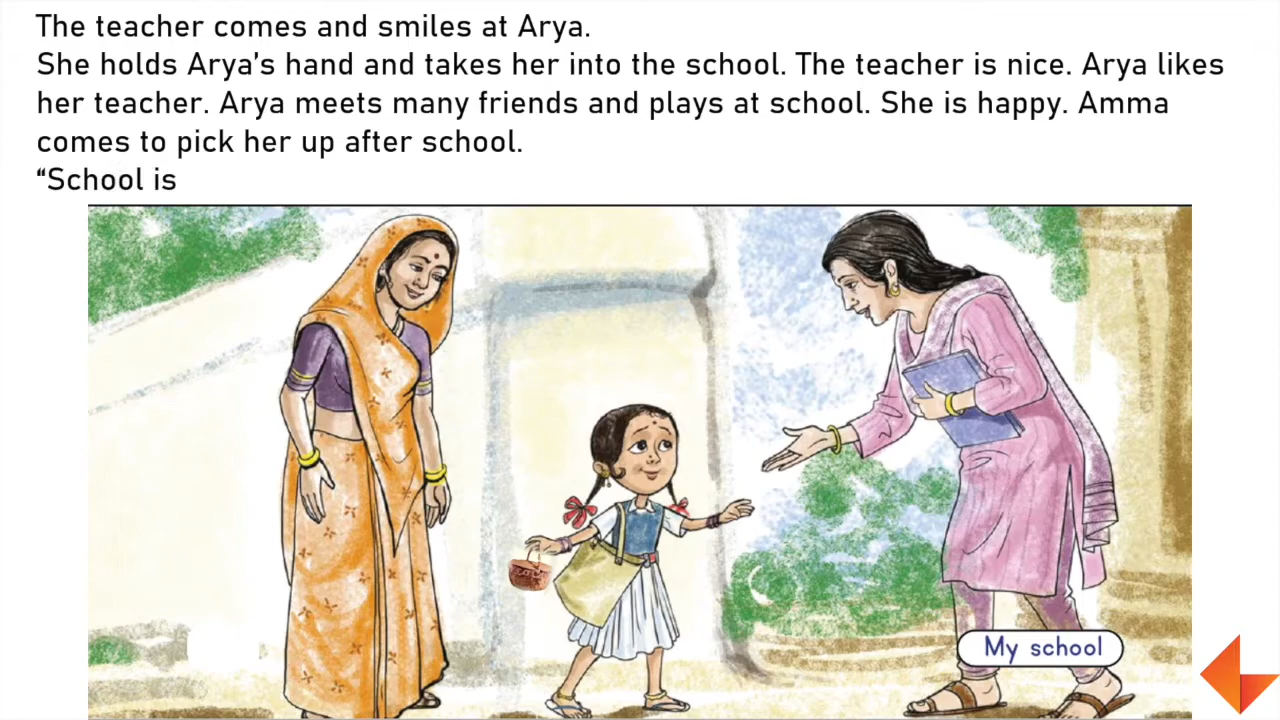 The teacher comes and smiles at Arya.
She holds Arya’s hand and takes her into the school. The teacher is nice. Arya likes
her teacher. Arya meets many friends and plays at school. She is happy. Amma
comes to pick her up after school.
“School is
My school